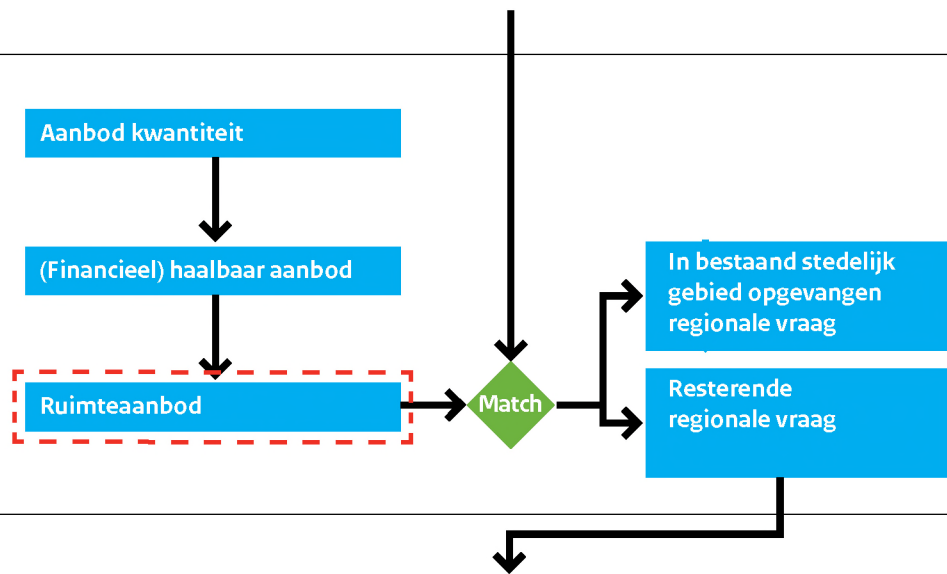 Aanbod kwantiteit
(Financieel) haalbaar aanbod
Ruimteaanbod
Match
In bestaand stedelijk
gebied opgevangen
regionale vraag
Resterende
regionale vraag